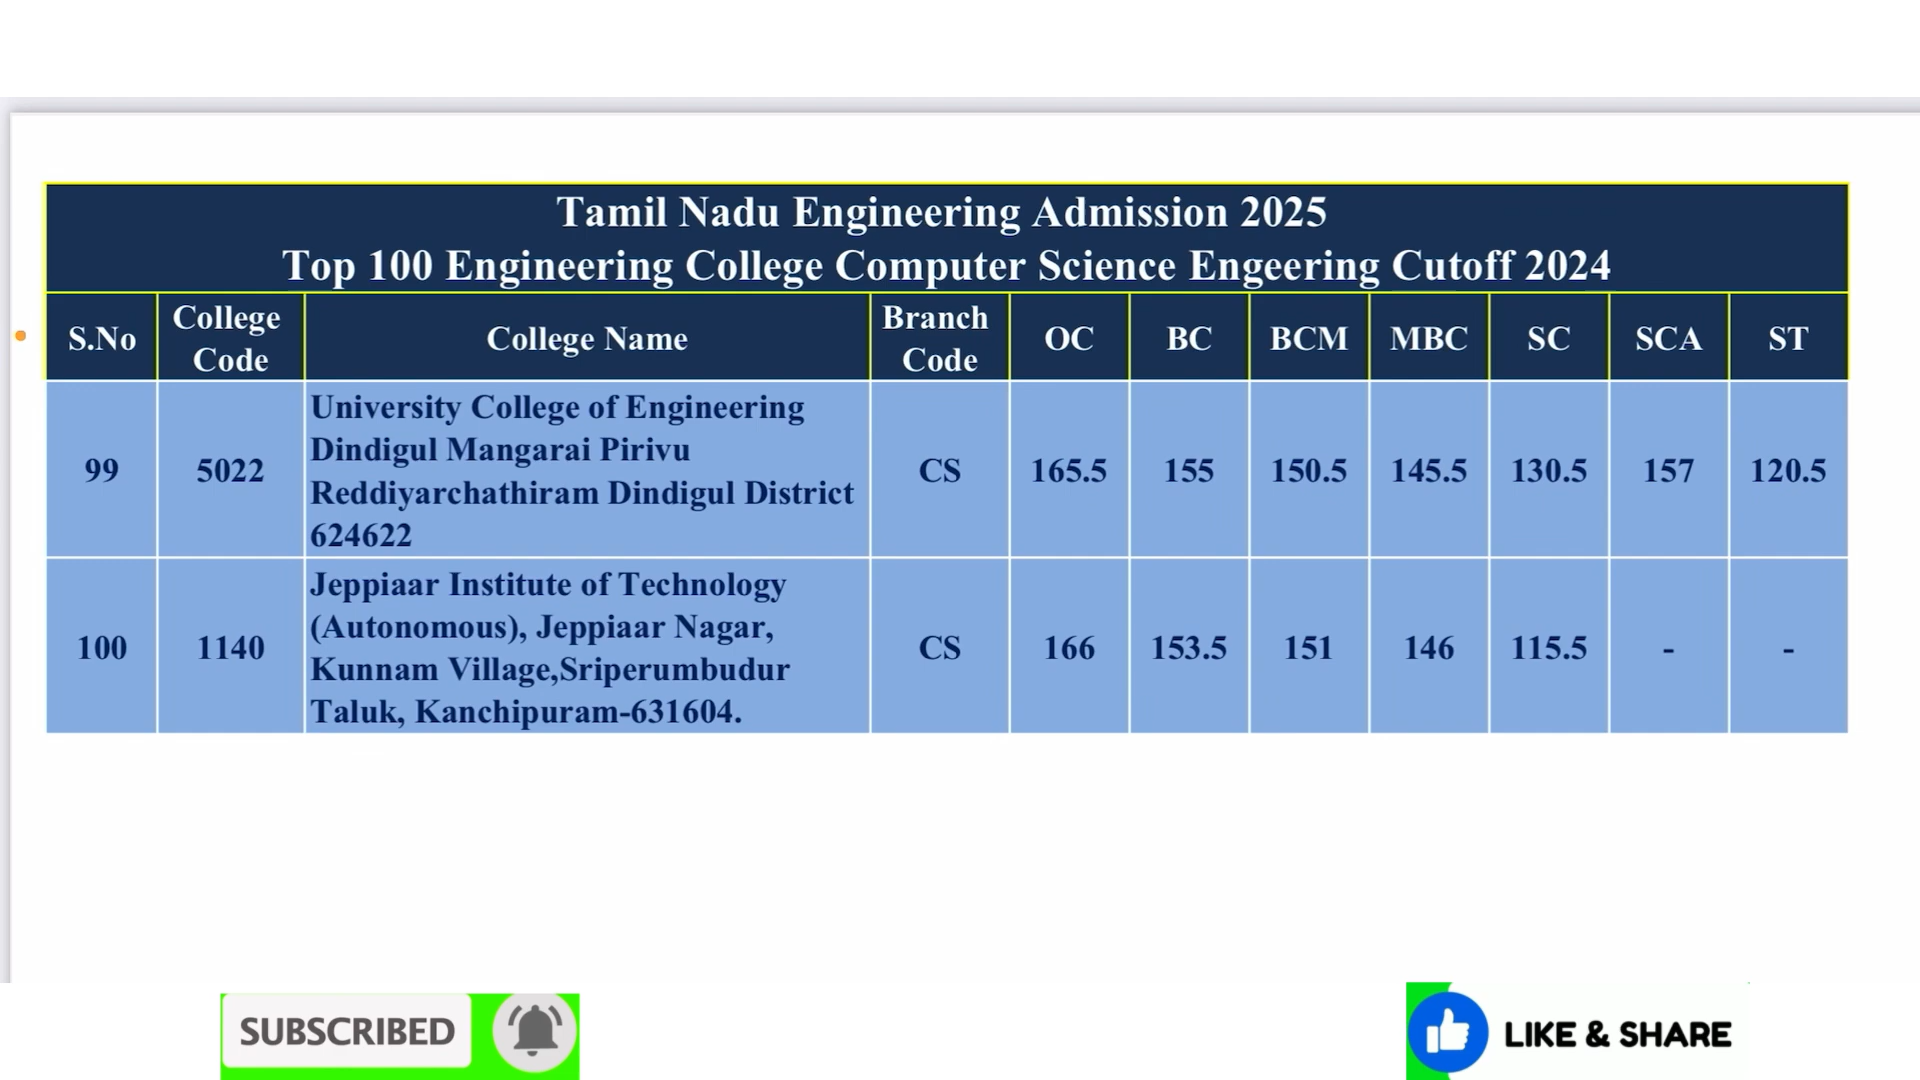 Tamil Nadu Engineering Admission 2025
Top 100 Engineering College Computer Science Engeering Cutoff 2024
S.No College Code College Name Branch Code OC BC BCM MBC SC SCA ST
99 5022 University College of Engineering
Dindigul Mangarai Pirivu
Reddiyarchathiram Dindigul District
624622 CS 165.5 155 150.5 145.5 130.5 157 120.5
100 1140 Jeppiaar Institute of Technology
(Autonomous), Jeppiaar Nagar,
Kunnam Village,Sriperumbudur
Taluk, Kanchipuram-631604. CS 166 153.5 151 146 115.5 - -
SUBSCRIBED
LIKE & SHARE